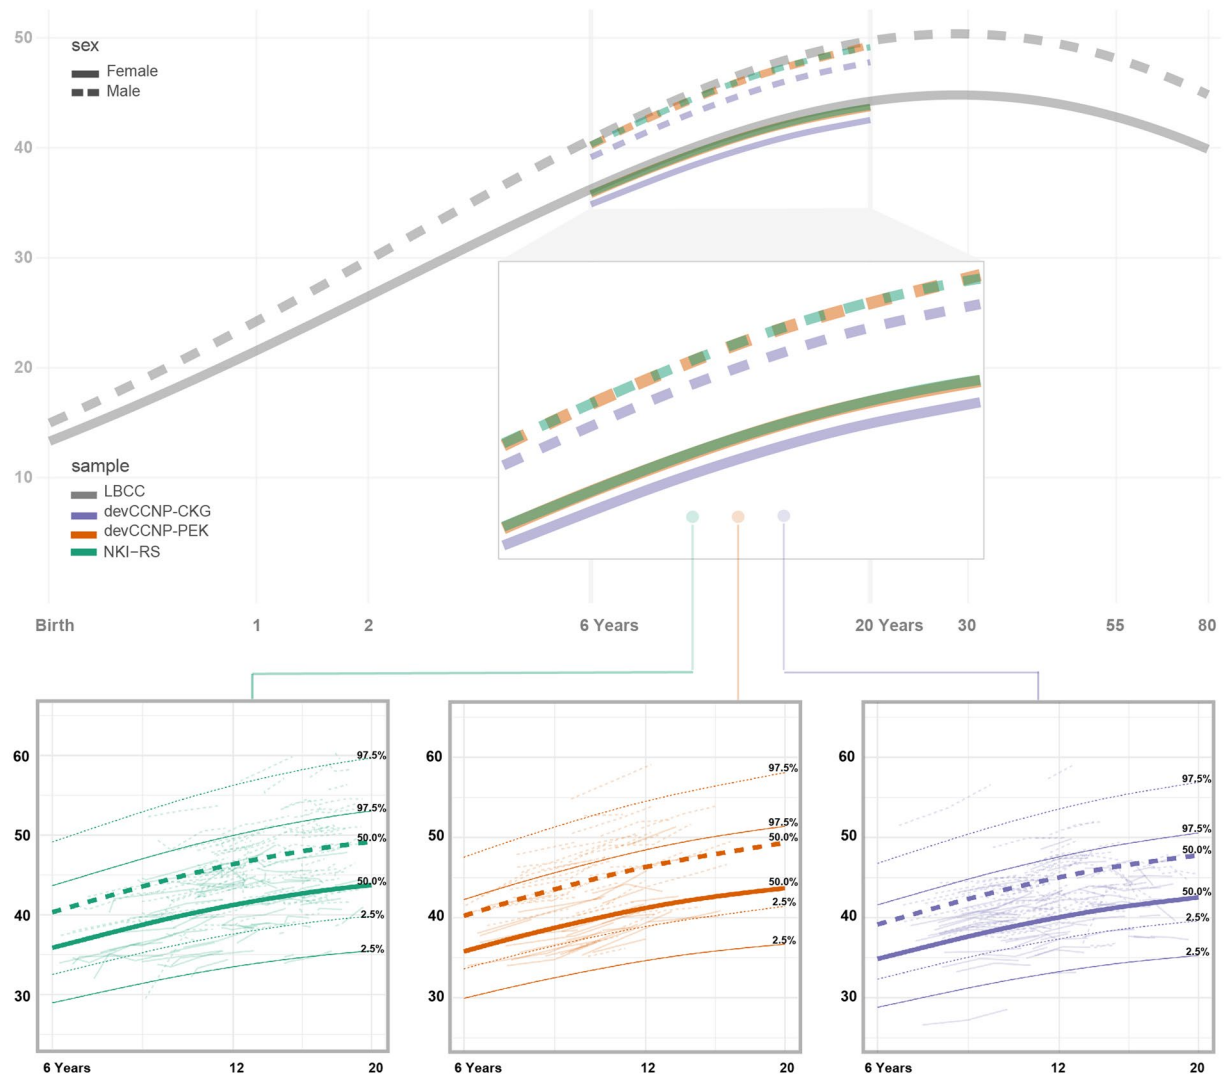 50
sex
Female
Male
40
30
20
sample
LBCC
10
devCCNP-CKG
devCCNP-PEK
NKI−RS
Birth 1 2 6 Years 20 Years 30 55 80
60
97.5%
97.5%
50
50.0%
50.0%
40
2.5%
2.5%
30
6 Years 12 20
60
97.5%
97.5%
50
50.0%
50.0%
40
2.5%
2.5%
30
6 Years 12 20
60
97.5%
97.5%
50
50.0%
50.0%
40
2.5%
2.5%
30
6 Years 12 20